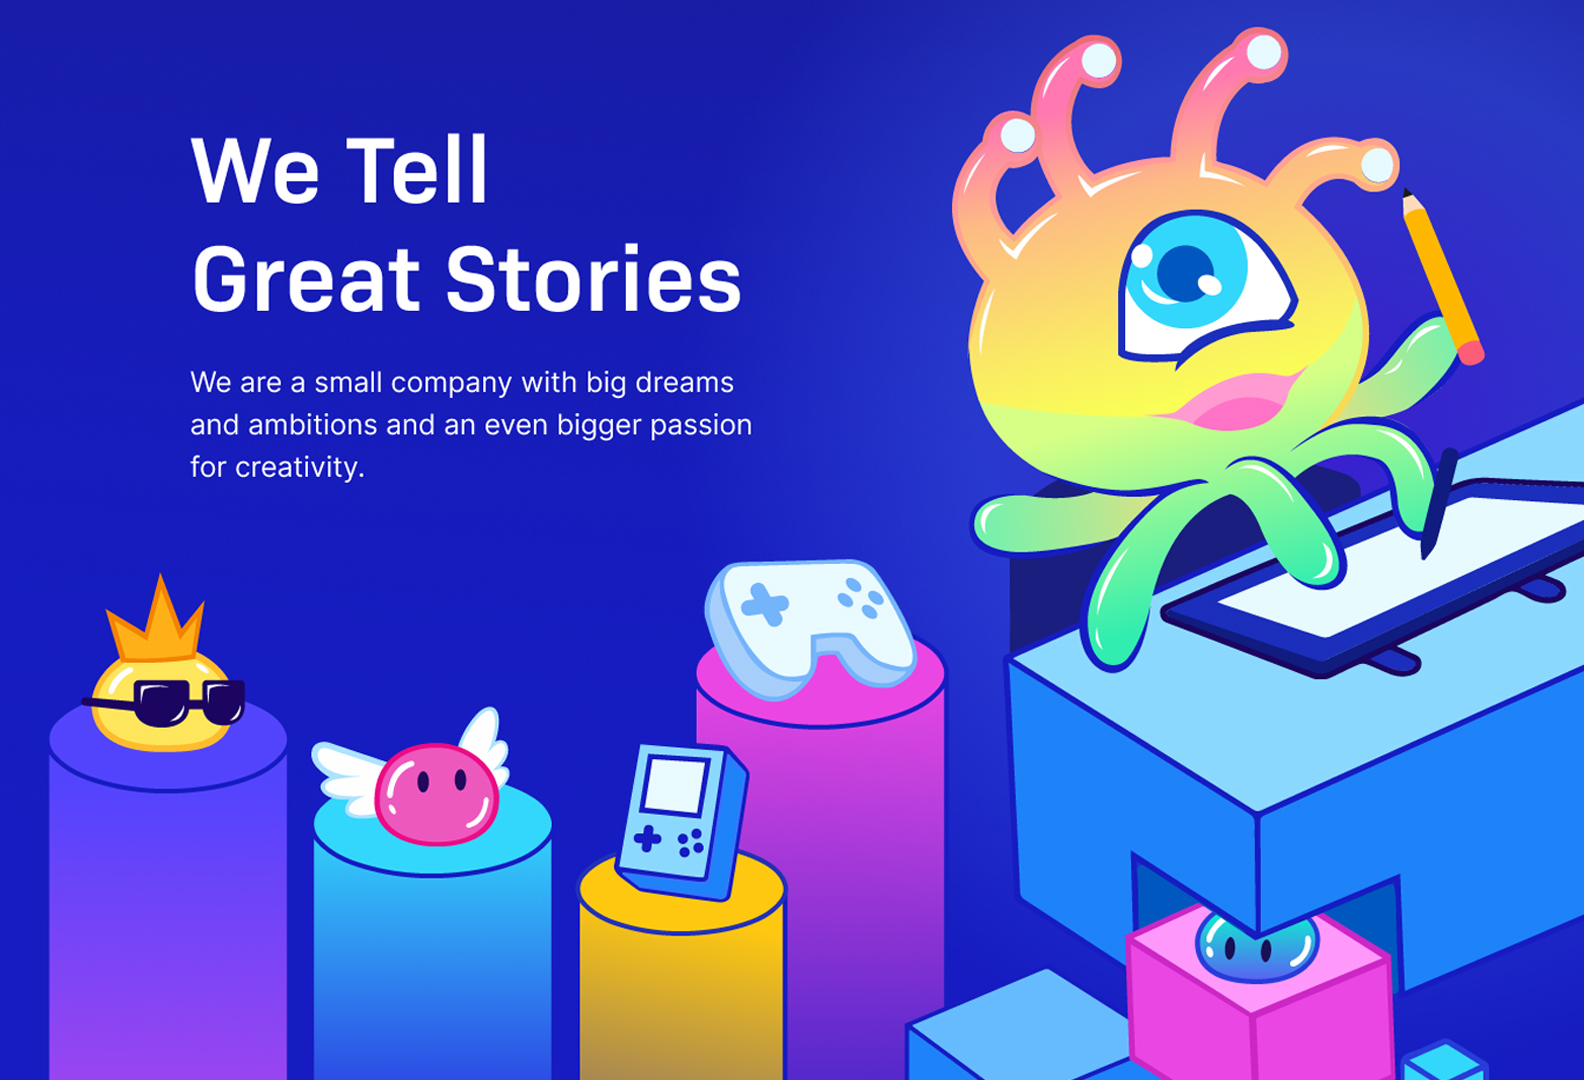 We Tell
Great Stories
We are a small company with big dreams
and ambitions and an even bigger passion
for creativity.